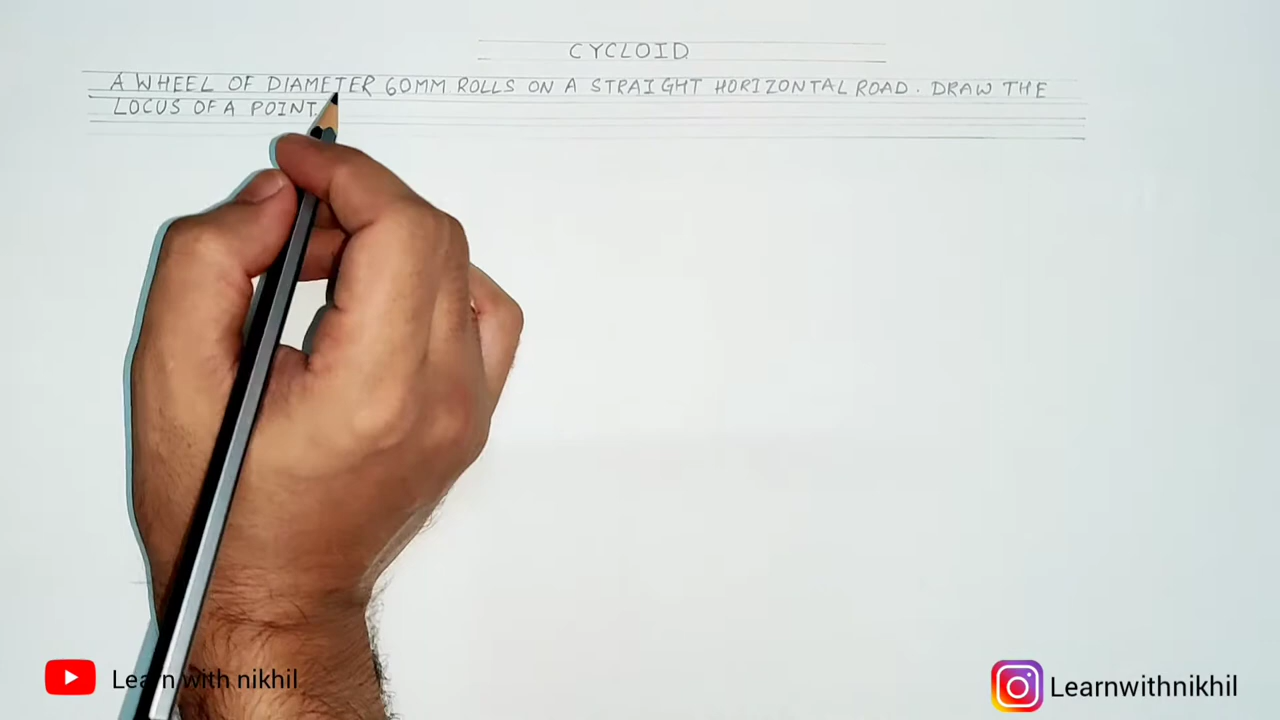 CYCLOID
A WHEEL OF DIAMETER 60MM ROLLS ON A STRAIGHT HORIZONTAL ROAD. DRAW THE
LOCUS OF A POINT.
Learn with nikhil
Learnwithnikhil